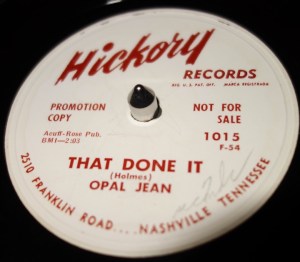 Hickory
RECORDS
REG. U.S. PAT. OFF. MARCA REGISTRADA
PROMOTION
COPY
NOT FOR
SALE
Acuff-Rose Pub.
BMI—2:03
1015
F-54
THAT DONE IT
(Holmes)
OPAL JEAN
2510 FRANKLIN ROAD....NASHVILLE TENNESSEE